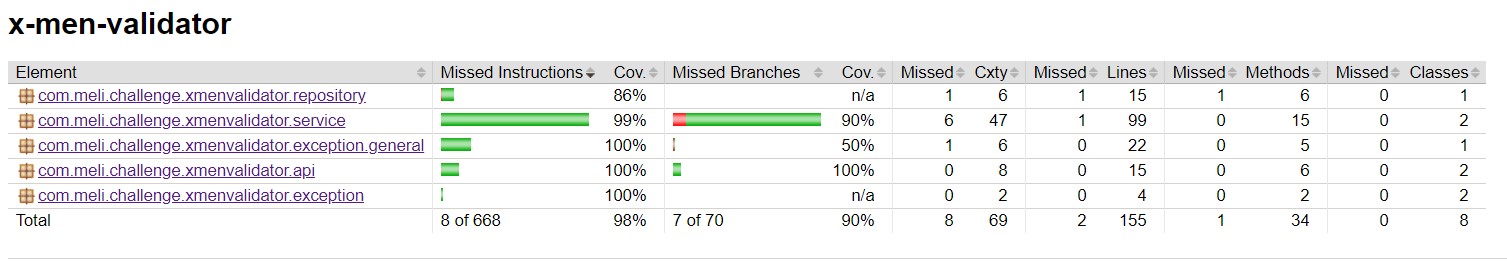 x-men-validator
Element Missed Instructions Cov. Missed Branches Cov. Missed Cxty Missed Lines Missed Methods Missed Classes
com.meli.challenge.xmenvalidator.repository 86% n/a 1 6 1 15 1 6 0 1
com.meli.challenge.xmenvalidator.service 99% 90% 6 47 1 99 0 15 0 2
com.meli.challenge.xmenvalidator.exception.general 100% 50% 1 6 0 22 0 5 0 1
com.meli.challenge.xmenvalidator.api 100% 100% 0 8 0 15 0 6 0 2
com.meli.challenge.xmenvalidator.exception 100% n/a 0 2 0 4 0 2 0 2
Total 8 of 668 98% 7 of 70 90% 8 69 2 155 1 34 0 8